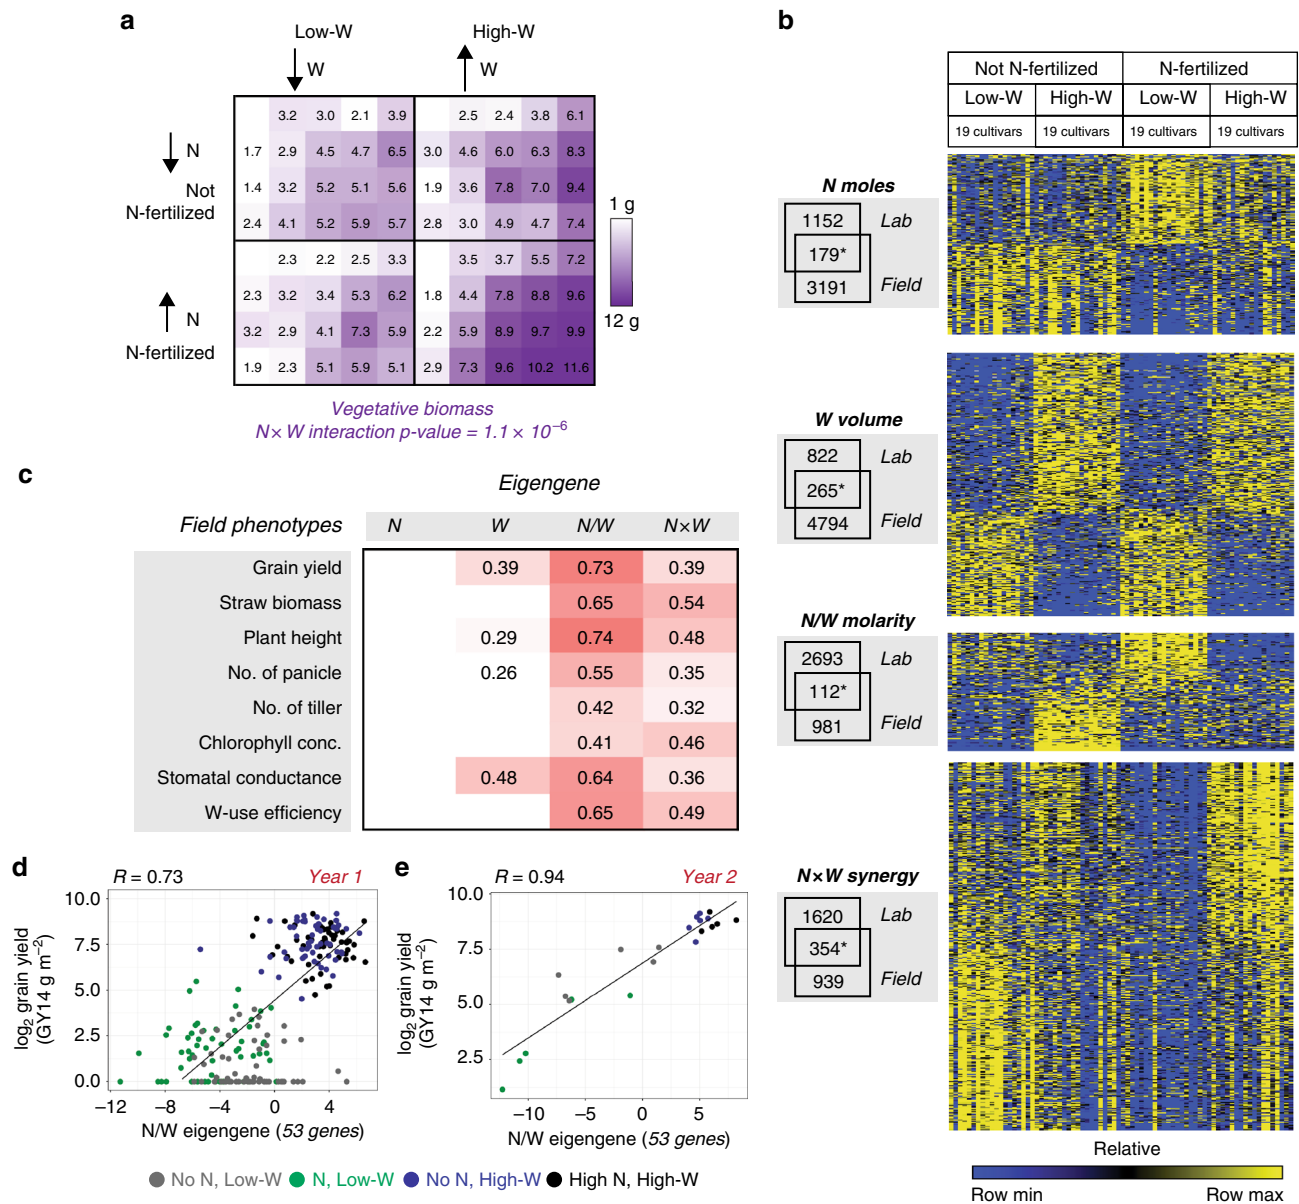 a
Low-W
High-W
W
W
3.2 3.0 2.1 3.9 2.5 2.4 3.8 6.1
1.7 2.9 4.5 4.7 6.5 3.0 4.6 6.0 6.3 8.3
1.4 3.2 5.2 5.1 5.6 1.9 3.6 7.8 7.0 9.4
2.4 4.1 5.2 5.9 5.7 2.8 3.0 4.9 4.7 7.4
2.3 2.2 2.5 3.3 3.5 3.7 5.5 7.2
2.3 3.2 3.4 5.3 6.2 1.8 4.4 7.8 8.8 9.6
3.2 2.9 4.1 7.3 5.9 2.2 5.9 8.9 9.7 9.9
1.9 2.3 5.1 5.9 5.1 2.9 7.3 9.6 10.2 11.6
N
Not
N-fertilized
N
N-fertilized
1 g
12 g
Vegetative biomass
N×W interaction p-value = 1.1 × 10⁻⁶
b
Not N-fertilized N-fertilized
Low-W High-W Low-W High-W
19 cultivars 19 cultivars 19 cultivars 19 cultivars
N moles
1152 Lab
179*
3191 Field
W volume
822 Lab
265*
4794 Field
N/W molarity
2693 Lab
112*
981 Field
N×W synergy
1620 Lab
354*
939 Field
Relative
Row min Row max
c
Eigengene
Field phenotypes N W N/W N×W
Grain yield 0.39 0.73 0.39
Straw biomass 0.65 0.54
Plant height 0.29 0.74 0.48
No. of panicle 0.26 0.55 0.35
No. of tiller 0.42 0.32
Chlorophyll conc. 0.41 0.46
Stomatal conductance 0.48 0.64 0.36
W-use efficiency 0.65 0.49
d
R = 0.73 Year 1
log₂ grain yield
(GY14 g m⁻²)
10.0
7.5
5.0
2.5
0.0
−12 −8 −4 0 4
N/W eigengene (53 genes)
e
R = 0.94 Year 2
log₂ grain yield
(GY14 g m⁻²)
10.0
7.5
5.0
2.5
−10 −5 0 5
N/W eigengene (53 genes)
No N, Low-W N, Low-W No N, High-W High N, High-W